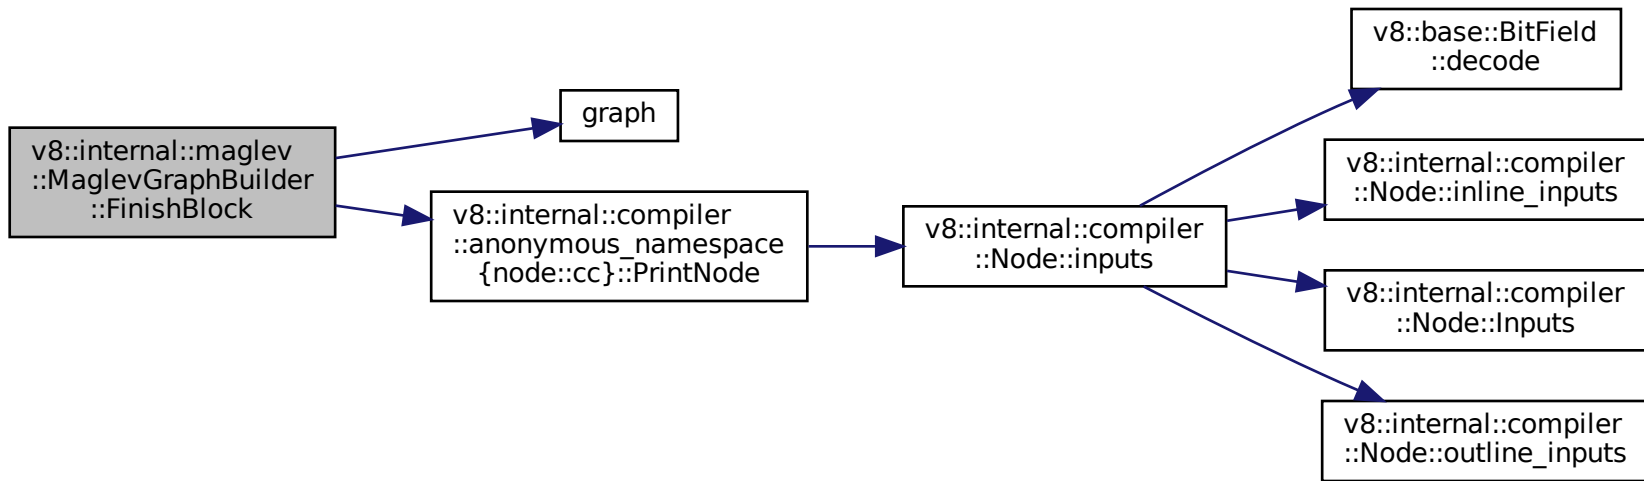 v8::internal::maglev
::MaglevGraphBuilder
::FinishBlock
graph
v8::internal::compiler
::anonymous_namespace
{node::cc}::PrintNode
v8::internal::compiler
::Node::inputs
v8::base::BitField
::decode
v8::internal::compiler
::Node::inline_inputs
v8::internal::compiler
::Node::Inputs
v8::internal::compiler
::Node::outline_inputs